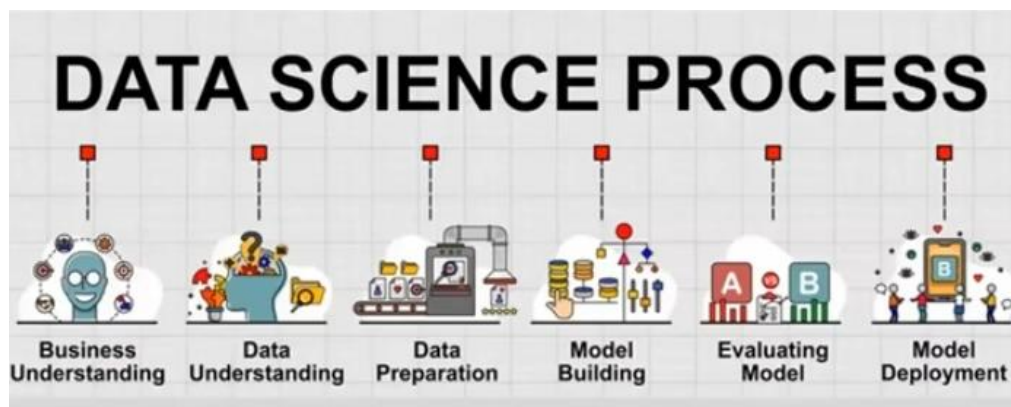 DATA SCIENCE PROCESS
Business
Understanding
Data
Understanding
Data
Preparation
Model
Building
A
B
Evaluating
Model
B
Model
Deployment